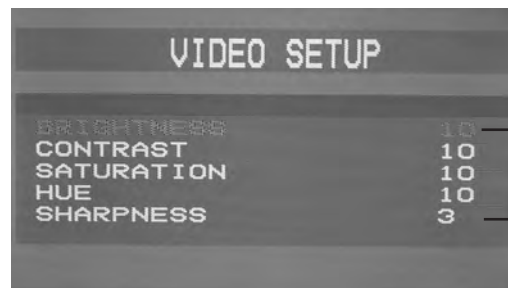 VIDEO SETUP
BRIGHTNESS 10
CONTRAST 10
SATURATION 10
HUE 10
SHARPNESS 3